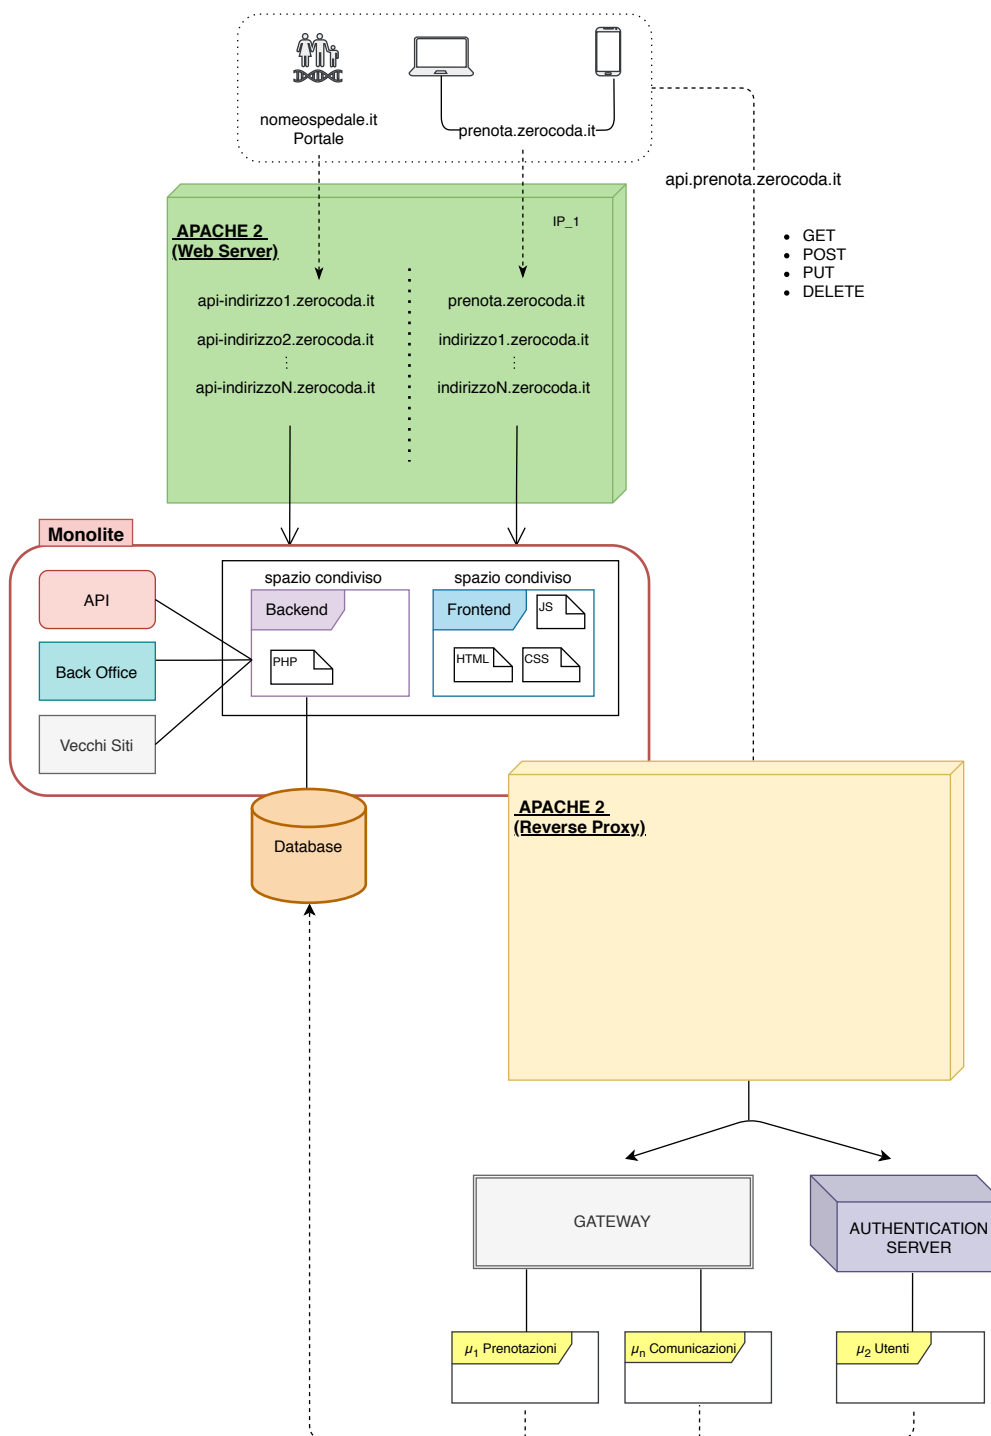 nomeospedale.it
Portale
prenota.zerocoda.it
api.prenota.zerocoda.it
• GET
• POST
• PUT
• DELETE
APACHE 2
(Web Server)
IP_1
api-indirizzo1.zerocoda.it
api-indirizzo2.zerocoda.it
⋮
api-indirizzoN.zerocoda.it
prenota.zerocoda.it
indirizzo1.zerocoda.it
⋮
indirizzoN.zerocoda.it
Monolite
API
Back Office
Vecchi Siti
spazio condiviso
Backend
PHP
spazio condiviso
Frontend
JS
HTML
CSS
Database
APACHE 2
(Reverse Proxy)
GATEWAY
AUTHENTICATION
SERVER
μ1 Prenotazioni
μn Comunicazioni
μ2 Utenti